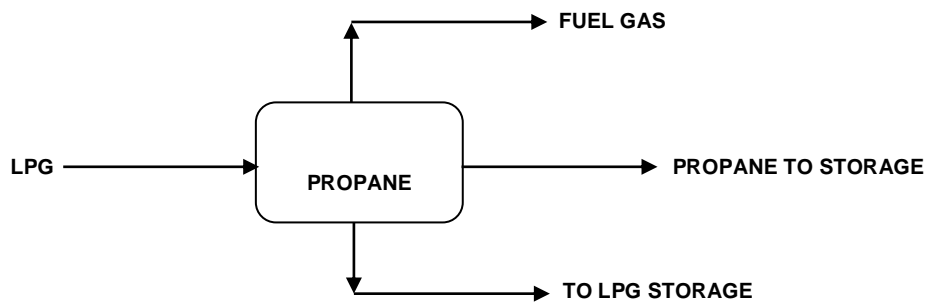 FUEL GAS
LPG
PROPANE
PROPANE TO STORAGE
TO LPG STORAGE